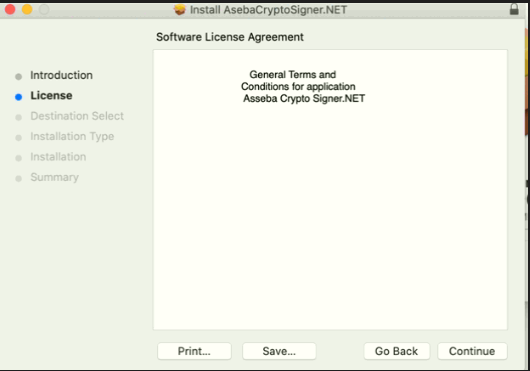 Install AsebaCryptoSigner.NET
Software License Agreement
Introduction
License
Destination Select
Installation Type
Installation
Summary
General Terms and
Conditions for application
Asseba Crypto Signer.NET
Print...
Save...
Go Back
Continue